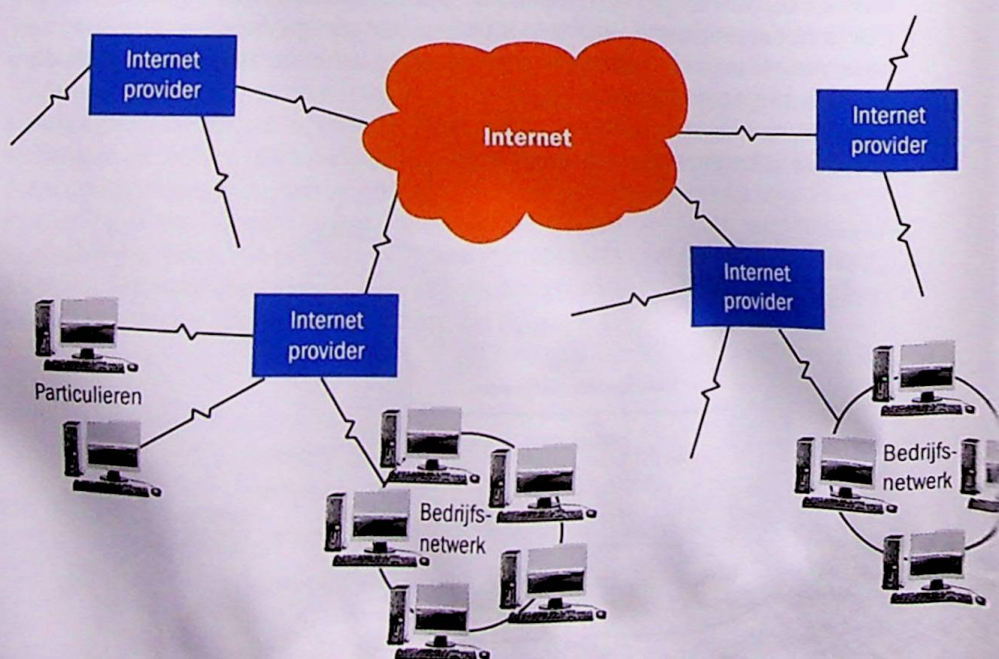 Internet
provider
Internet
Internet
provider
Internet
provider
Internet
provider
Particulieren
Bedrijfs-
netwerk
Bedrijfs-
netwerk